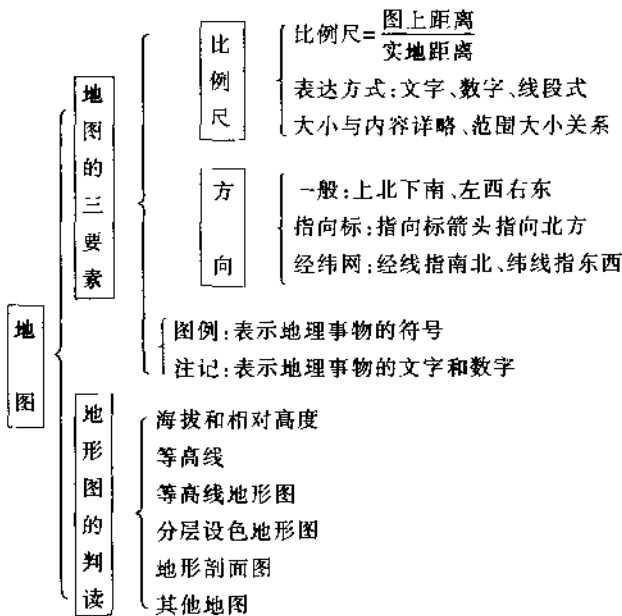 地图
地图的三要素
比例尺
比例尺=图上距离/实地距离
表达方式:文字、数字、线段式
大小与内容详略、范围大小关系
方向
一般:上北下南、左西右东
指向标:指向标箭头指向北方
经纬网:经线指南北、纬线指东西
图例:表示地理事物的符号
注记:表示地理事物的文字和数字
地形图的判读
海拔和相对高度
等高线
等高线地形图
分层设色地形图
地形剖面图
其他地图